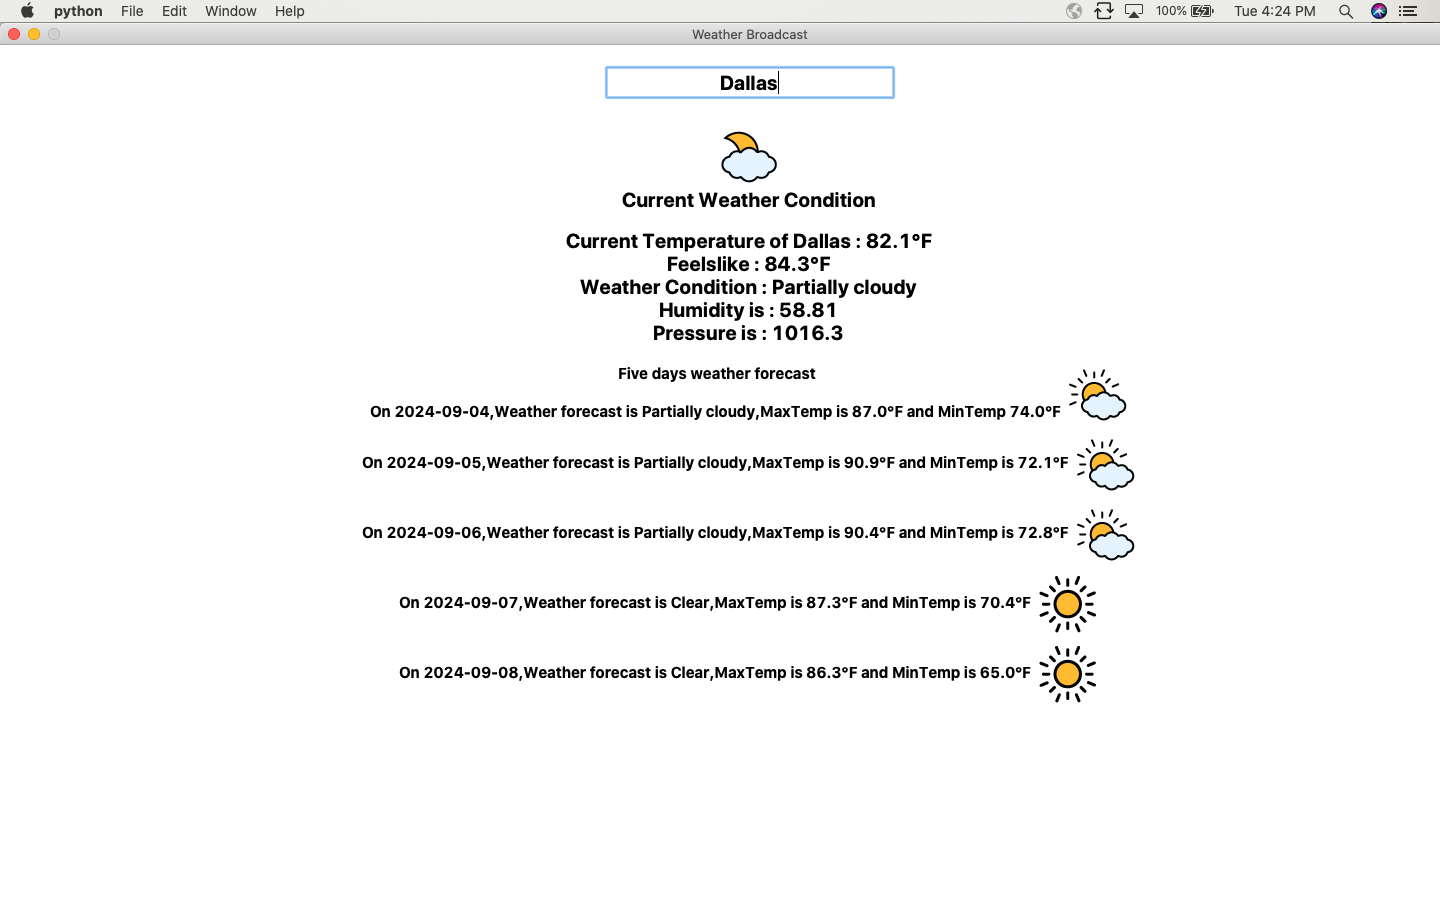 python File Edit Window Help 100% Tue 4:24 PM
Weather Broadcast
Dallas
Current Weather Condition
Current Temperature of Dallas : 82.1°F
Feelslike : 84.3°F
Weather Condition : Partially cloudy
Humidity is : 58.81
Pressure is : 1016.3
Five days weather forecast
On 2024-09-04,Weather forecast is Partially cloudy,MaxTemp is 87.0°F and MinTemp 74.0°F
On 2024-09-05,Weather forecast is Partially cloudy,MaxTemp is 90.9°F and MinTemp is 72.1°F
On 2024-09-06,Weather forecast is Partially cloudy,MaxTemp is 90.4°F and MinTemp is 72.8°F
On 2024-09-07,Weather forecast is Clear,MaxTemp is 87.3°F and MinTemp is 70.4°F
On 2024-09-08,Weather forecast is Clear,MaxTemp is 86.3°F and MinTemp is 65.0°F